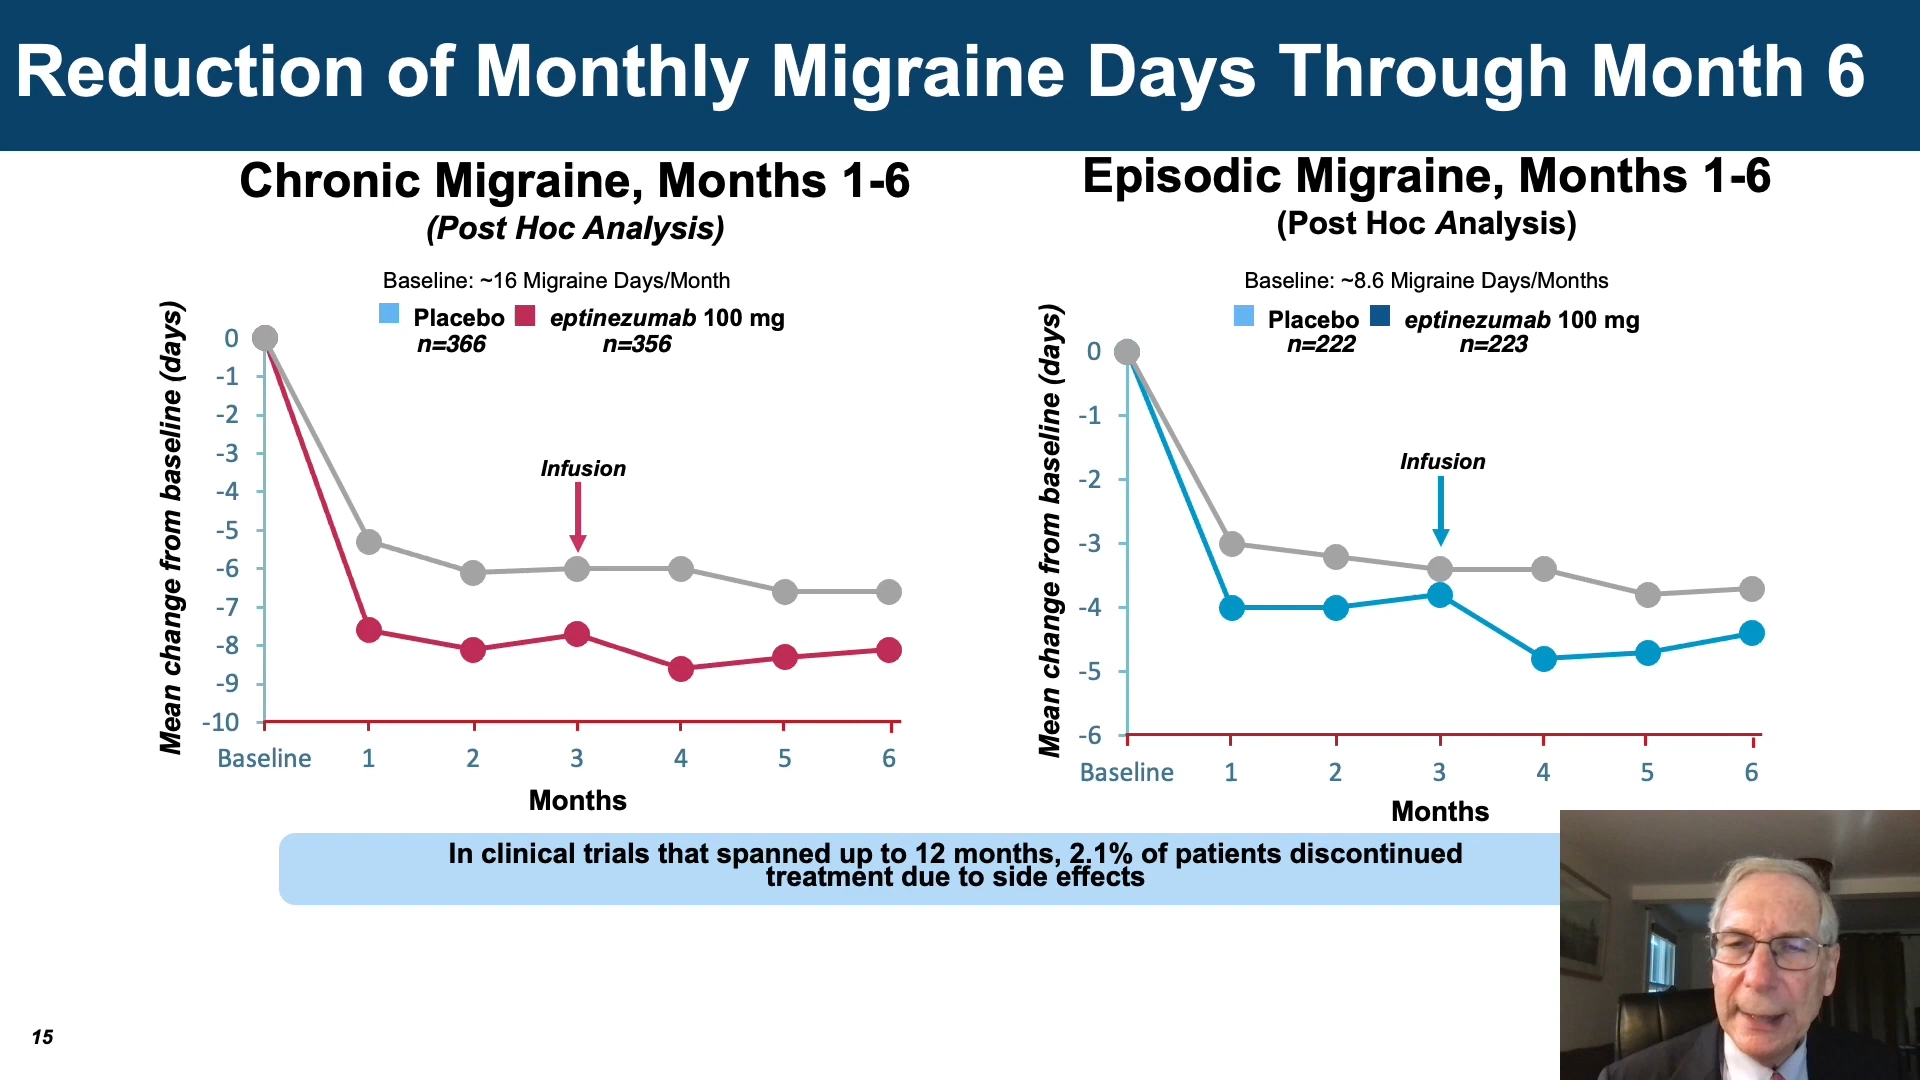 Reduction of Monthly Migraine Days Through Month 6
Chronic Migraine, Months 1-6
(Post Hoc Analysis)
Baseline: ~16 Migraine Days/Month
Placebo
n=366
eptinezumab 100 mg
n=356
Mean change from baseline (days)
0
-1
-2
-3
-4
-5
-6
-7
-8
-9
-10
Infusion
Baseline 1 2 3 4 5 6
Months
Episodic Migraine, Months 1-6
(Post Hoc Analysis)
Baseline: ~8.6 Migraine Days/Months
Placebo
n=222
eptinezumab 100 mg
n=223
Mean change from baseline (days)
0
-1
-2
-3
-4
-5
-6
Infusion
Baseline 1 2 3 4 5 6
Months
In clinical trials that spanned up to 12 months, 2.1% of patients discontinued
treatment due to side effects
15